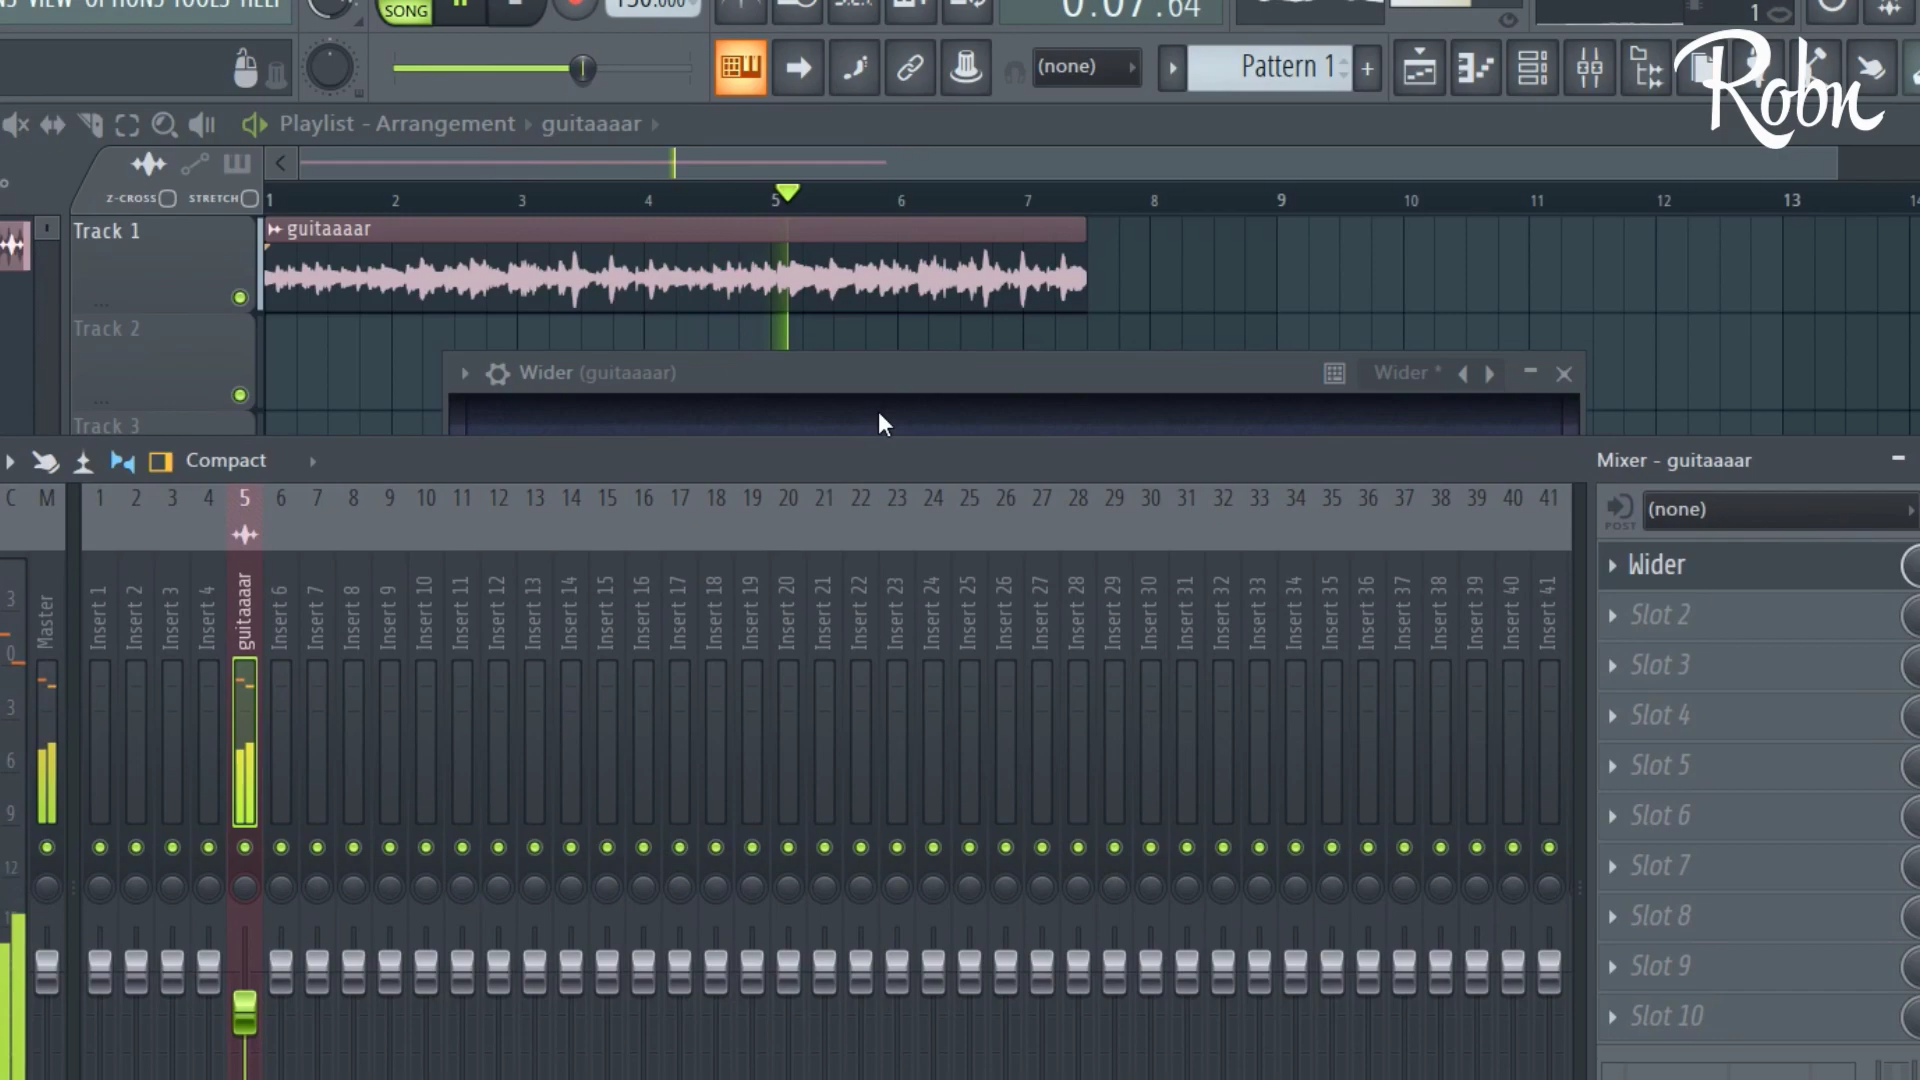 VIEW OPTIONS TOOLS HELP
SONG
130.000
0:07:64
1
(none)
Pattern 1
+
Robn
Playlist - Arrangement
guitaaaar
Z-CROSS
STRETCH
1 2 3 4 5 6 7 8 9 10 11 12 13 14
Track 1
guitaaaar
Track 2
Track 3
Wider (guitaaaar)
Wider *
Compact
Mixer - guitaaaar
C M 1 2 3 4 5 6 7 8 9 10 11 12 13 14 15 16 17 18 19 20 21 22 23 24 25 26 27 28 29 30 31 32 33 34 35 36 37 38 39 40 41
POST
(none)
3
0
3
6
9
12
Master
Insert 1
Insert 2
Insert 3
Insert 4
guitaaaar
Insert 6
Insert 7
Insert 8
Insert 9
Insert 10
Insert 11
Insert 12
Insert 13
Insert 14
Insert 15
Insert 16
Insert 17
Insert 18
Insert 19
Insert 20
Insert 21
Insert 22
Insert 23
Insert 24
Insert 25
Insert 26
Insert 27
Insert 28
Insert 29
Insert 30
Insert 31
Insert 32
Insert 33
Insert 34
Insert 35
Insert 36
Insert 37
Insert 38
Insert 39
Insert 40
Insert 41
Wider
Slot 2
Slot 3
Slot 4
Slot 5
Slot 6
Slot 7
Slot 8
Slot 9
Slot 10